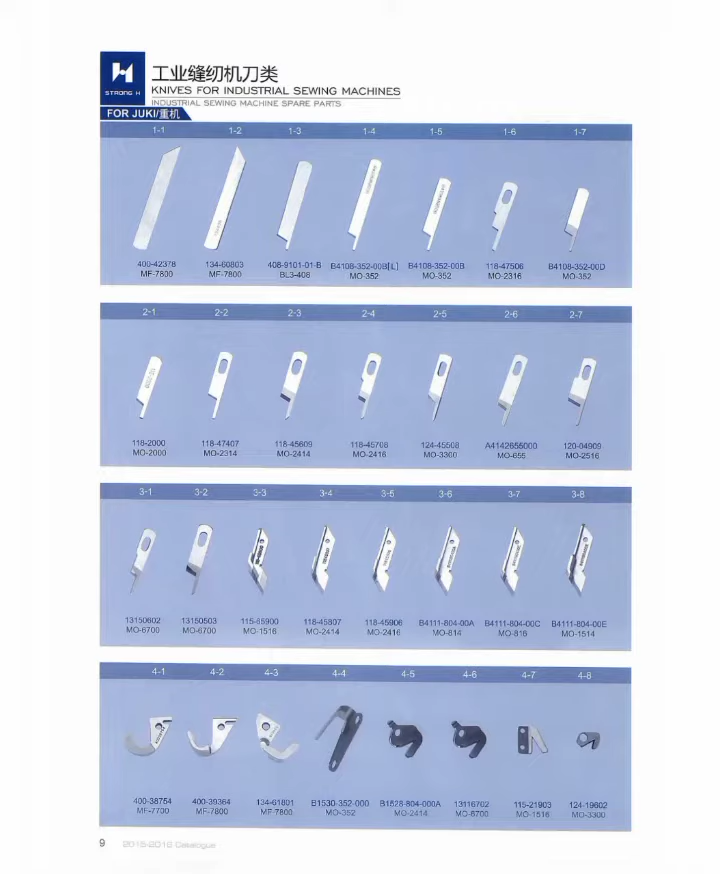 工业缝纫机刀类
KNIVES FOR INDUSTRIAL SEWING MACHINES
STRONG H
INDUSTRIAL SEWING MACHINE SPARE PARTS
FOR JUKI/重机
1-1 1-2 1-3 1-4 1-5 1-6 1-7
400-42378 134-60803 408-9101-01-B B4108-352-00B[L] B4108-352-00B 118-47506 B4108-352-00D
MF-7800 MF-7800 BL3-408 MO-352 MO-352 MO-2316 MO-352
2-1 2-2 2-3 2-4 2-5 2-6 2-7
118-2000 118-47407 118-45609 118-45708 124-45508 A4142655000 120-04909
MO-2000 MO-2314 MO-2414 MO-2416 MO-3300 MO-655 MO-2516
3-1 3-2 3-3 3-4 3-5 3-6 3-7 3-8
13150602 13150503 115-65900 118-45807 118-45906 B4111-804-00A B4111-804-00C B4111-804-00E
MO-6700 MO-6700 MO-1516 MO-2414 MO-2416 MO-814 MO-816 MO-1514
4-1 4-2 4-3 4-4 4-5 4-6 4-7 4-8
400-38754 400-39364 134-61801 B1530-352-000 B1528-804-000A 13116702 115-21903 124-19602
MF-7700 MF-7800 MF-7800 MO-352 MO-2414 MO-6700 MO-1516 MO-3300
9 2015-2016 Catalogue